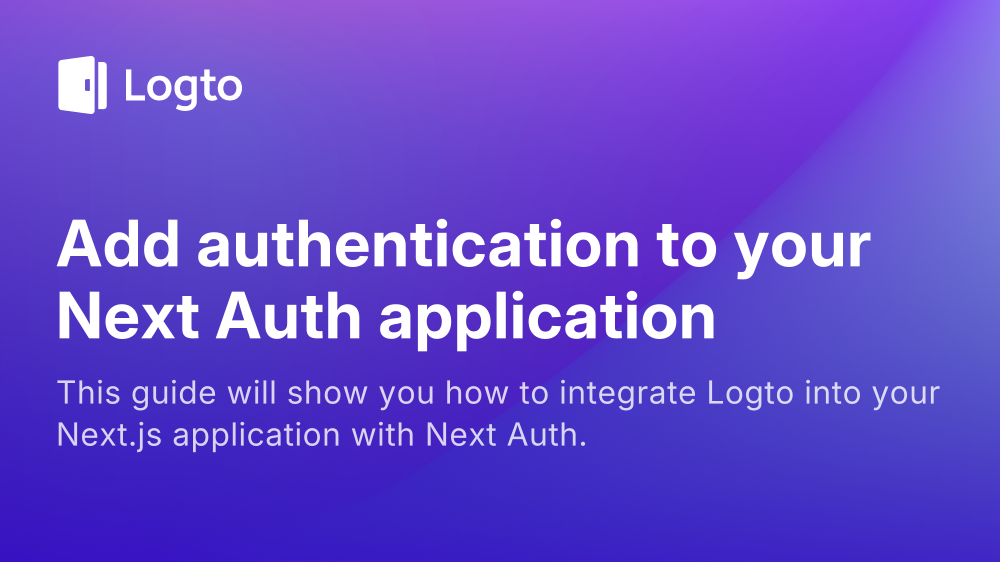 Logto
Add authentication to your
Next Auth application
This guide will show you how to integrate Logto into your
Next.js application with Next Auth.